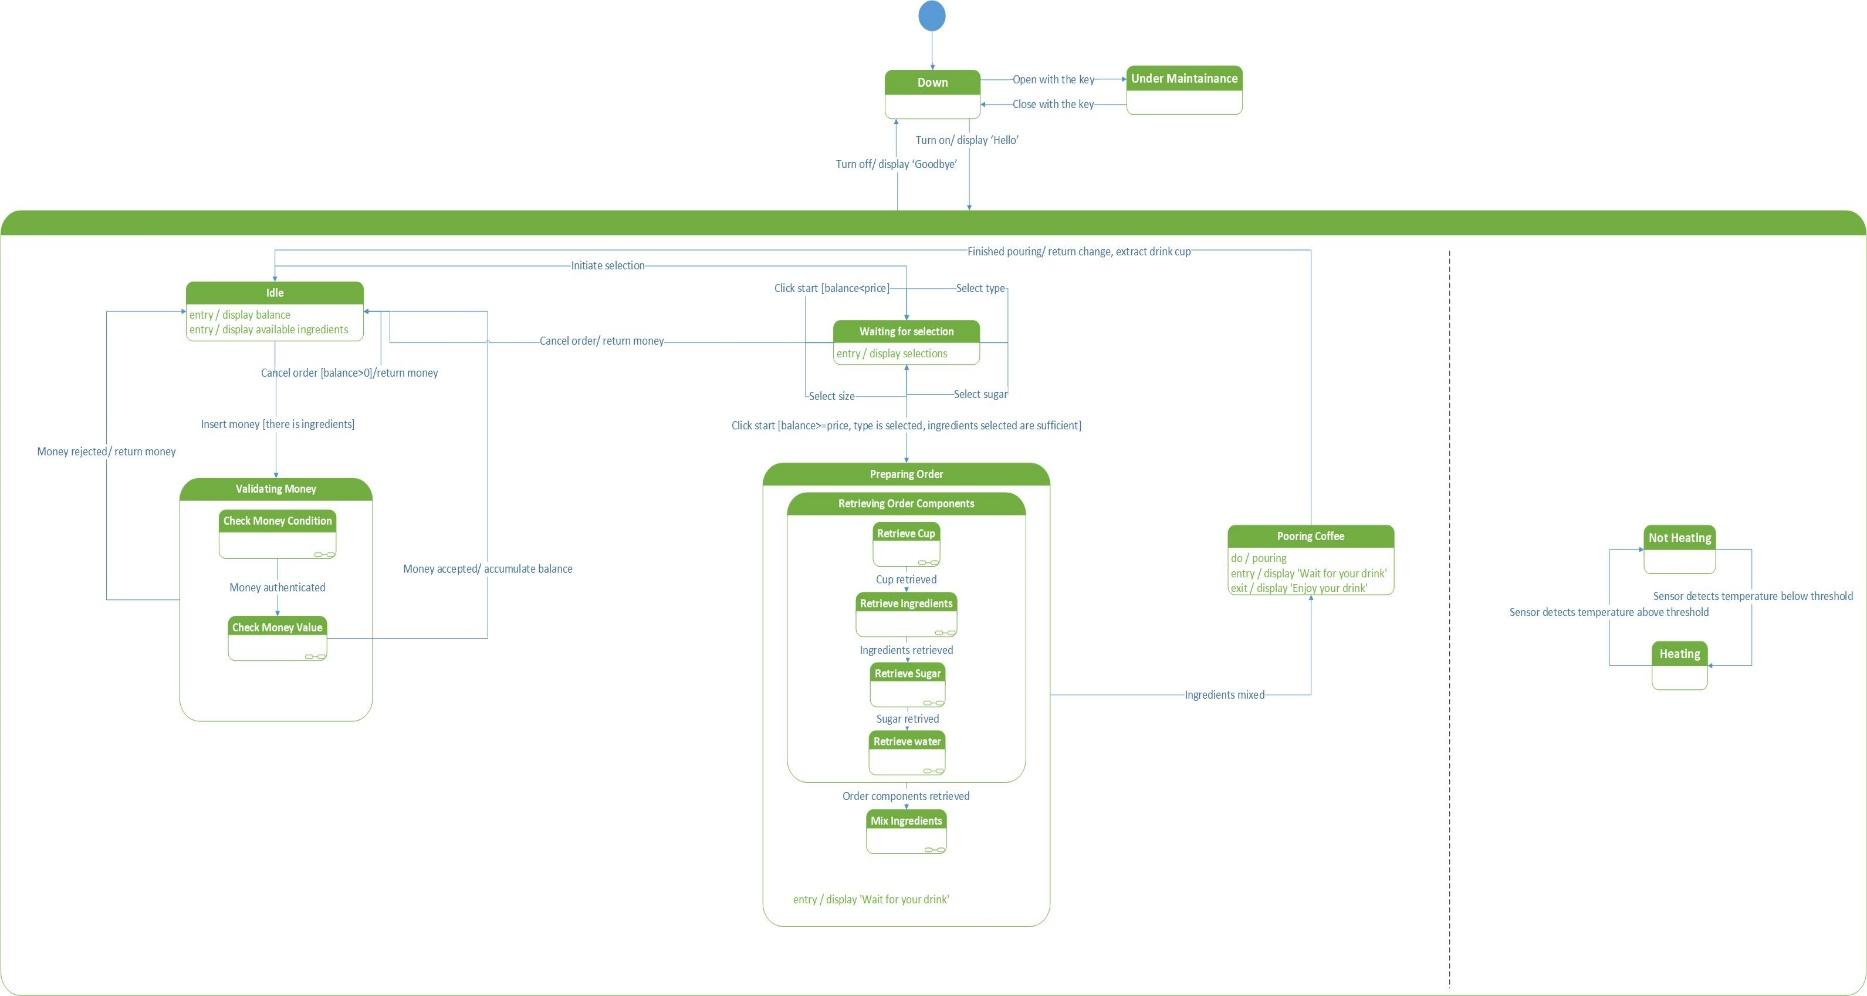 Down
Open with the key
Under Maintainance
Close with the key
Turn on/ display ‘Hello’
Turn off/ display ‘Goodbye’
Finished pouring/ return change, extract drink cup
Initiate selection
Idle
entry / display balance
entry / display available ingredients
Click start [balance<price]
Select type
Waiting for selection
entry / display selections
Cancel order/ return money
Cancel order [balance>0]/return money
Select size
Select sugar
Insert money [there is ingredients]
Click start [balance>=price, type is selected, ingredients selected are sufficient]
Money rejected/ return money
Validating Money
Check Money Condition
Money authenticated
Check Money Value
Money accepted/ accumulate balance
Preparing Order
Retrieving Order Components
Retrieve Cup
Cup retrieved
Retrieve Ingredients
Ingredients retrieved
Retrieve Sugar
Sugar retrived
Retrieve water
Order components retrieved
Mix Ingredients
entry / display 'Wait for your drink'
Ingredients mixed
Pooring Coffee
do / pouring
entry / display 'Wait for your drink'
exit / display 'Enjoy your drink'
Not Heating
Sensor detects temperature below threshold
Sensor detects temperature above threshold
Heating